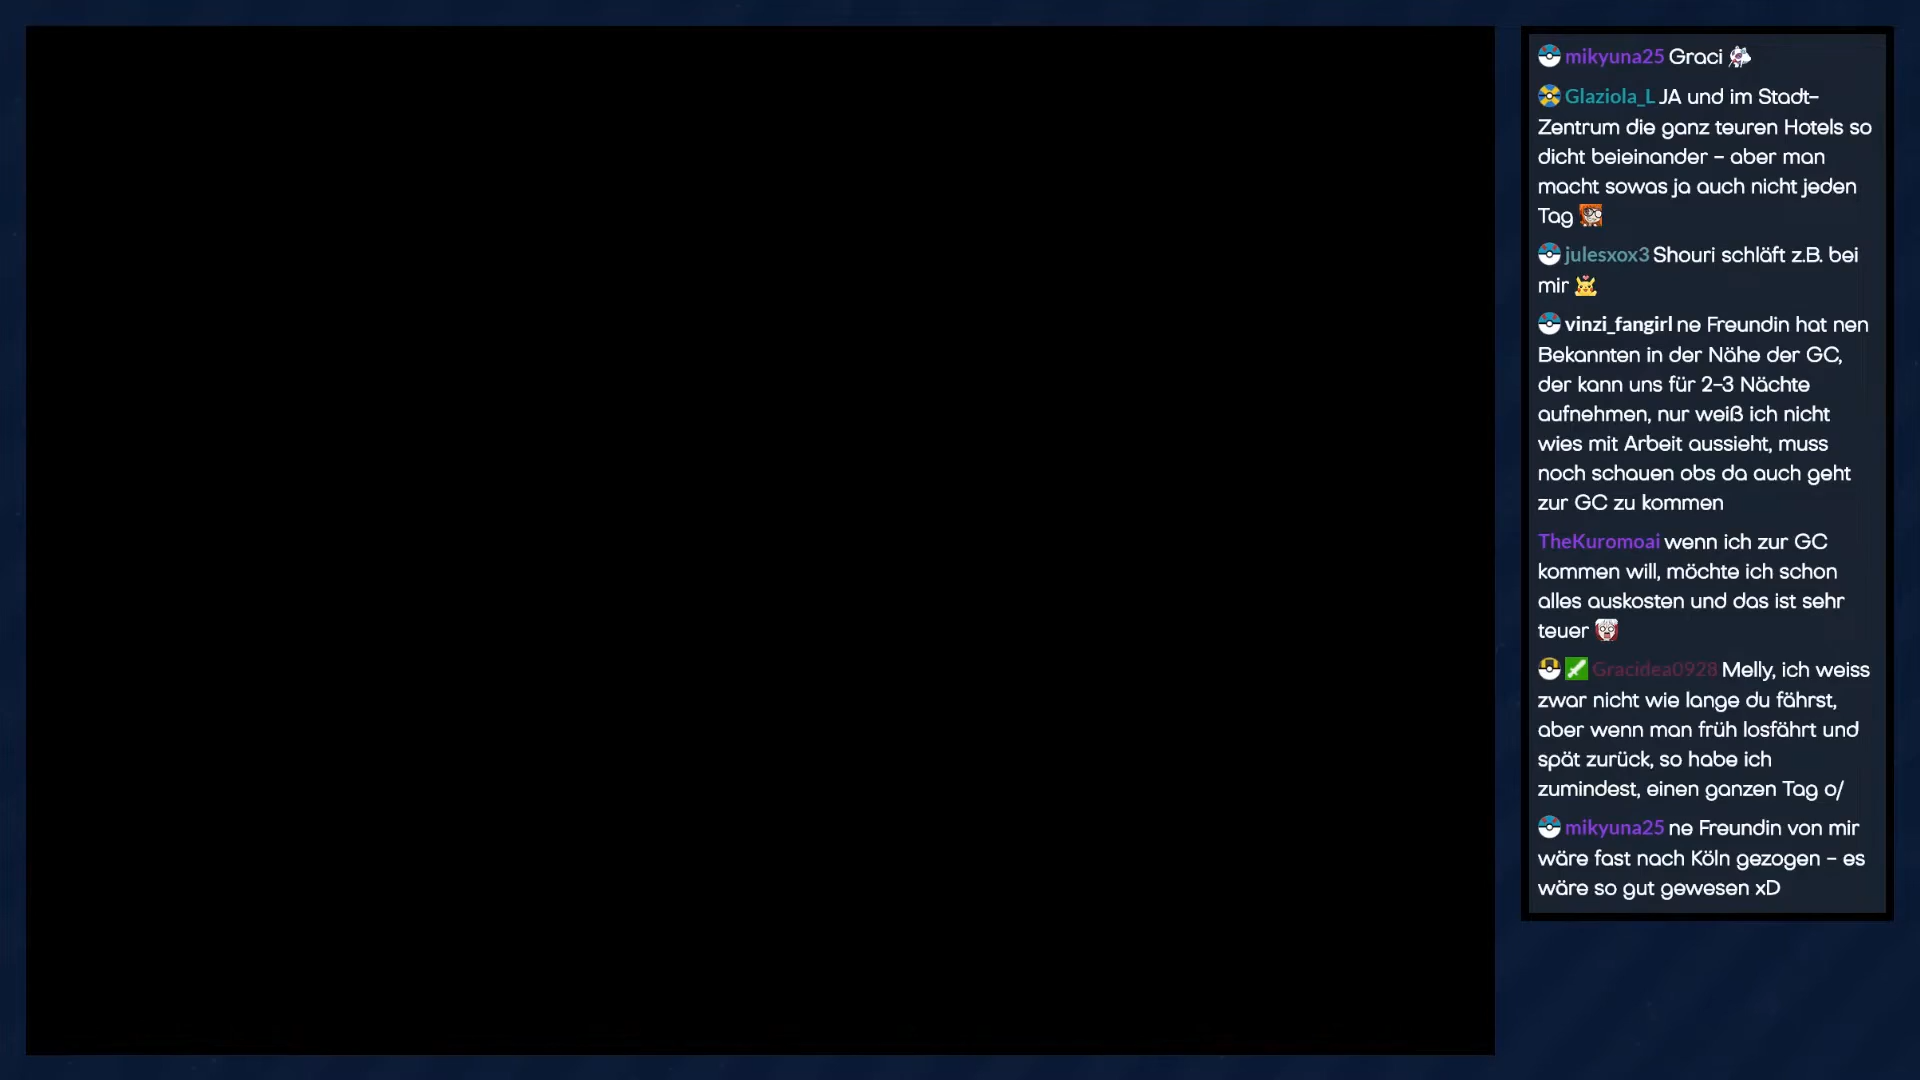 mikyuna25 Graci
Glaziola_L JA und im Stadt-
Zentrum die ganz teuren Hotels so
dicht beieinander - aber man
macht sowas ja auch nicht jeden
Tag
julesxox3 Shouri schläft z.B. bei
mir
vinzi_fangirl ne Freundin hat nen
Bekannten in der Nähe der GC,
der kann uns für 2-3 Nächte
aufnehmen, nur weiß ich nicht
wies mit Arbeit aussieht, muss
noch schauen obs da auch geht
zur GC zu kommen
TheKuromoai wenn ich zur GC
kommen will, möchte ich schon
alles auskosten und das ist sehr
teuer
Gracidea0928 Melly, ich weiss
zwar nicht wie lange du fährst,
aber wenn man früh losfährt und
spät zurück, so habe ich
zumindest, einen ganzen Tag o/
mikyuna25 ne Freundin von mir
wäre fast nach Köln gezogen - es
wäre so gut gewesen xD